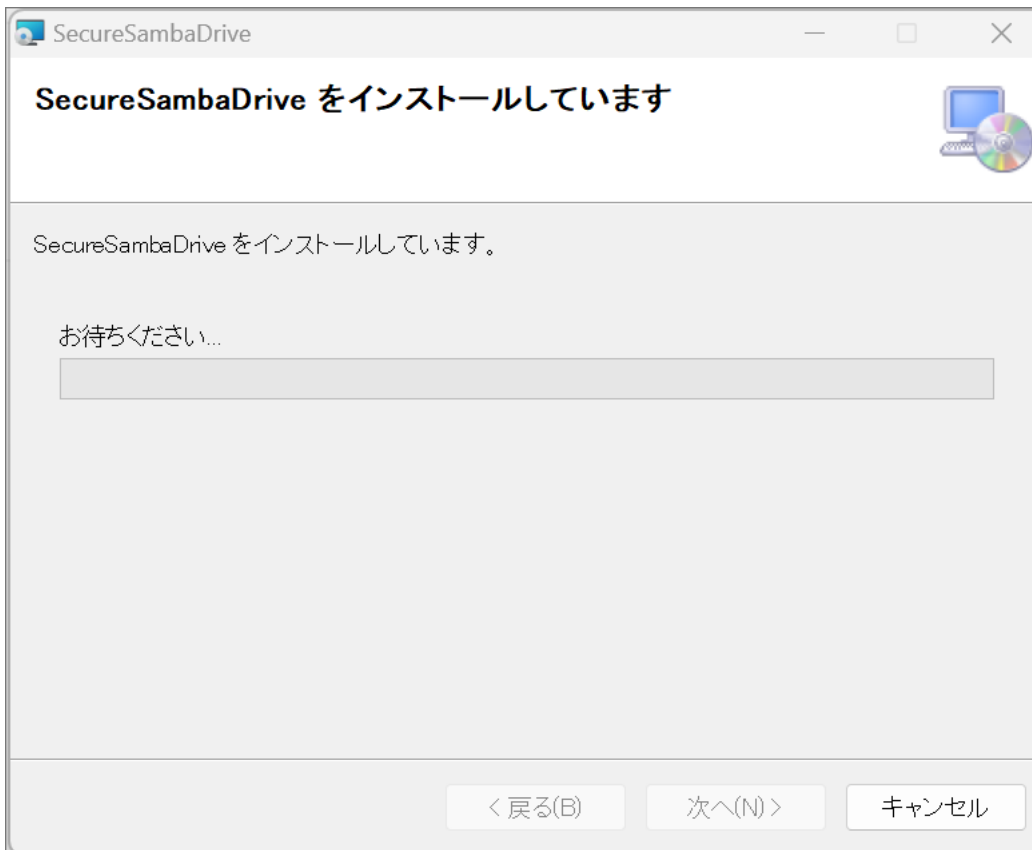 SecureSambaDrive
SecureSambaDrive をインストールしています
SecureSambaDrive をインストールしています。
お待ちください...
< 戻る(B)
次へ(N) >
キャンセル